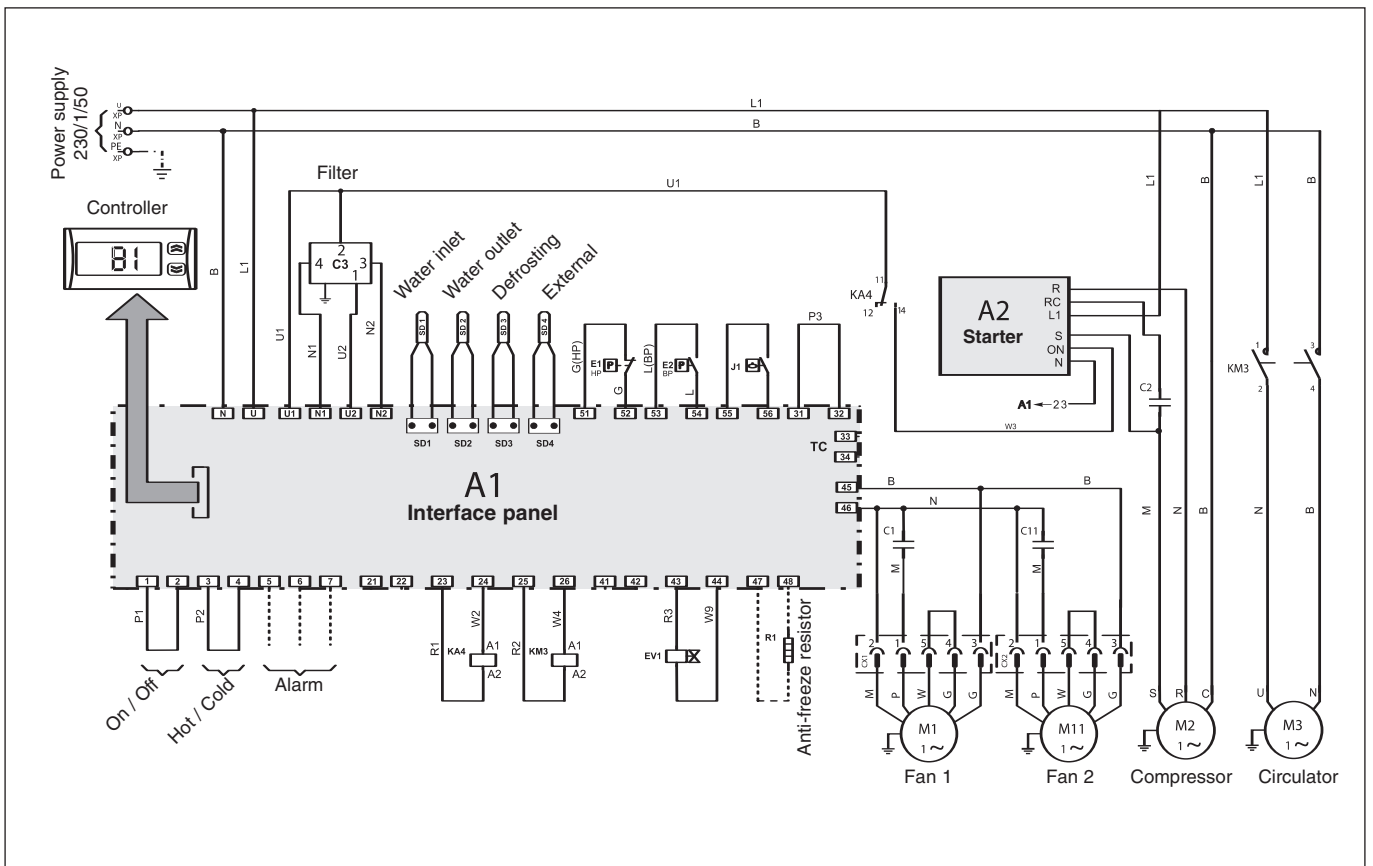 Power supply
230/1/50
U
XP
N
XP
PE
XP
L1
B
Controller
81
Filter
U1
4
2
C3
3
1
B
L1
U1
N1
U2
N2
Water inlet
Water outlet
Defrosting
External
SD 1
SD 2
SD 3
SD 4
G(HP)
E1
HP
P
G
L(BP)
E2
BP
P
L
J1
P3
KA4
11
12
14
A2
Starter
R
RC
L1
S
ON
N
A1
23
W3
C2
L1
B
L1
B
KM3
1
3
2
4
N
U
U1
N1
U2
N2
SD1
SD2
SD3
SD4
51
52
53
54
55
56
31
32
33
TC
34
45
46
A1
Interface panel
B
B
N
C1
M
C11
M
M
N
B
N
B
1
2
3
4
5
6
7
21
22
23
24
25
26
41
42
43
44
47
48
P1
P2
On / Off
Hot / Cold
Alarm
R1
W2
KA4
A1
A2
R2
W4
KM3
A1
A2
R3
W9
EV1
R1
Anti-freeze resistor
CX1
2
1
5
4
3
CX2
2
1
5
4
3
M
P
W
G
G
M
P
W
G
G
S
R
C
U
N
M1
1 ~
M11
1 ~
M2
1 ~
M3
1 ~
Fan 1
Fan 2
Compressor
Circulator